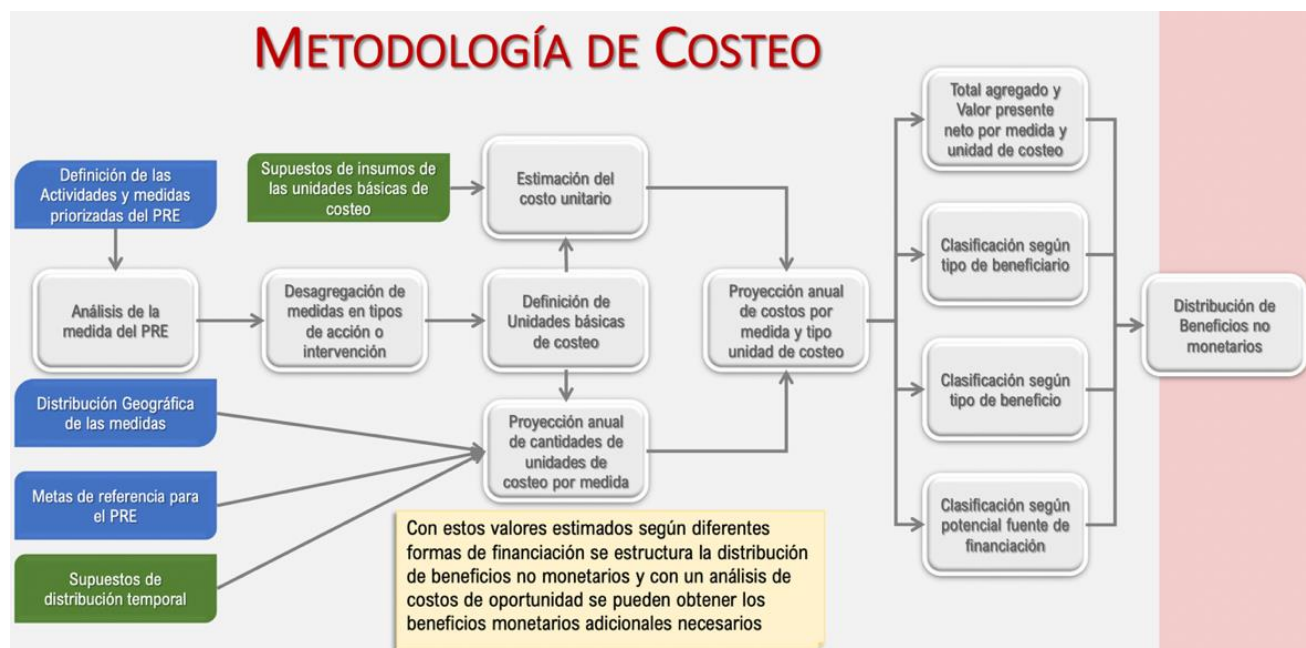 METODOLOGÍA DE COSTEO
Definición de las
Actividades y medidas
priorizadas del PRE
Supuestos de insumos de
las unidades básicas de
costeo
Estimación del
costo unitario
Total agregado y
Valor presente
neto por medida y
unidad de costeo
Análisis de la
medida del PRE
Desagregación de
medidas en tipos
de acción o
intervención
Definición de
Unidades básicas
de costeo
Proyección anual
de costos por
medida y tipo
unidad de costeo
Clasificación según
tipo de beneficiario
Distribución de
Beneficios no
monetarios
Distribución Geográfica
de las medidas
Proyección anual
de cantidades de
unidades de
costeo por medida
Clasificación según
tipo de beneficio
Metas de referencia para
el PRE
Clasificación según
potencial fuente de
financiación
Supuestos de
distribución temporal
Con estos valores estimados según diferentes
formas de financiación se estructura la distribución
de beneficios no monetarios y con un análisis de
costos de oportunidad se pueden obtener los
beneficios monetarios adicionales necesarios